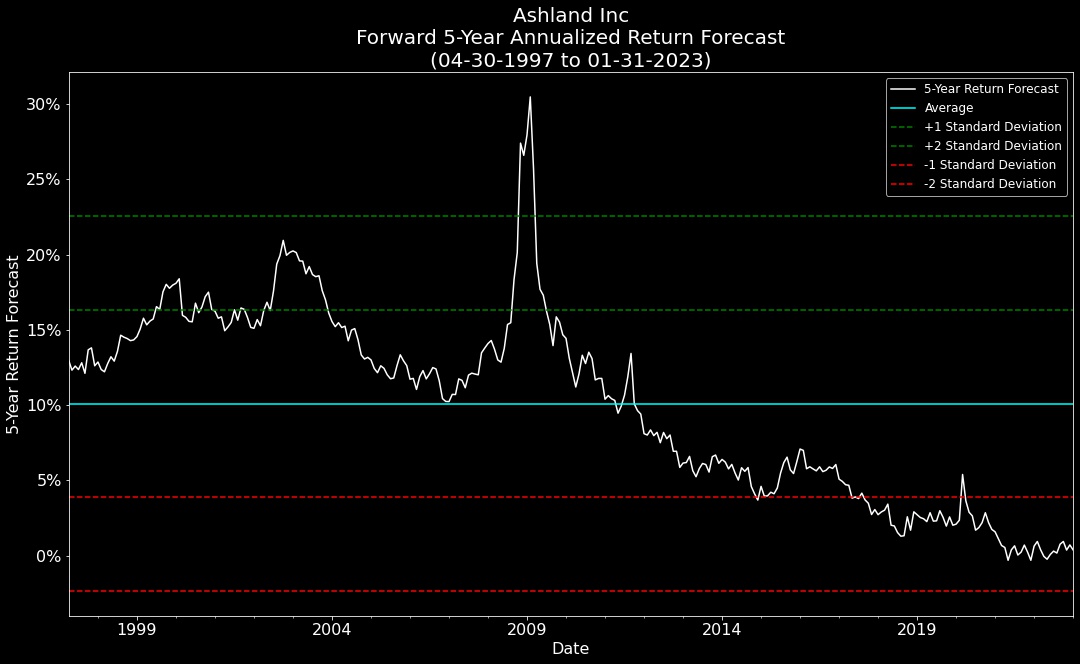 Ashland Inc
Forward 5-Year Annualized Return Forecast
(04-30-1997 to 01-31-2023)
5-Year Return Forecast
Average
+1 Standard Deviation
+2 Standard Deviation
-1 Standard Deviation
-2 Standard Deviation
5-Year Return Forecast
30%
25%
20%
15%
10%
5%
0%
1999
2004
2009
2014
2019
Date